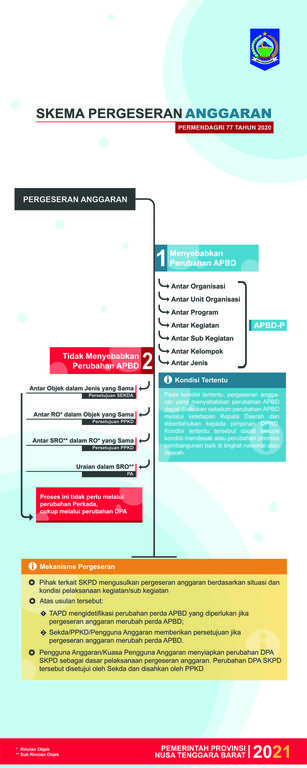 SKEMA PERGESERAN ANGGARAN
PERMENDAGRI 77 TAHUN 2020
PERGESERAN ANGGARAN
1 Menyebabkan
Perubahan APBD
Antar Organisasi
Antar Unit Organisasi
Antar Program
Antar Kegiatan
Antar Sub Kegiatan
Antar Kelompok
Antar Jenis
APBD-P
Tidak Menyebabkan
Perubahan APBD 2
Antar Objek dalam Jenis yang Sama
Persetujuan SEKDA
Antar RO* dalam Objek yang Sama
Persetujuan PPKD
Antar SRO** dalam RO* yang Sama
Persetujuan PPKD
Uraian dalam SRO**
PA
Proses ini tidak perlu melalui
perubahan Perkada,
cukup melalui perubahan DPA
Kondisi Tertentu
Pada kondisi tertentu, pergeseran angga-
ran yang menyebabkan perubahan APBD
dapat dilakukan sebelum perubahan APBD
melalui ketetapan Kepala Daerah dan
diberitahukan kepada pimpinan DPRD.
Kondisi tertentu tersebut dapat berupa
kondisi mendesak atau perubahan prioritas
pembangunan baik di tingkat nasional atau
daerah
Mekanisme Pergeseran
Pihak terkait SKPD mengusulkan pergeseran anggaran berdasarkan situasi dan
kondisi pelaksanaan kegiatan/sub kegiatan
Atas usulan tersebut:
TAPD mengidetifikasi perubahan perda APBD yang diperlukan jika
pergeseran anggaran merubah perda APBD;
Sekda/PPKD/Pengguna Anggaran memberikan persetujuan jika
pergeseran anggaran merubah perda APBD.
Pengguna Anggaran/Kuasa Pengguna Anggaran menyiapkan perubahan DPA
SKPD sebagai dasar pelaksanaan pergeseran anggaran. Perubahan DPA SKPD
tersebut disetujui oleh Sekda dan disahkan oleh PPKD
* Rincian Objek
** Sub Rincian Objek
PEMERINTAH PROVINSI
NUSA TENGGARA BARAT
2021